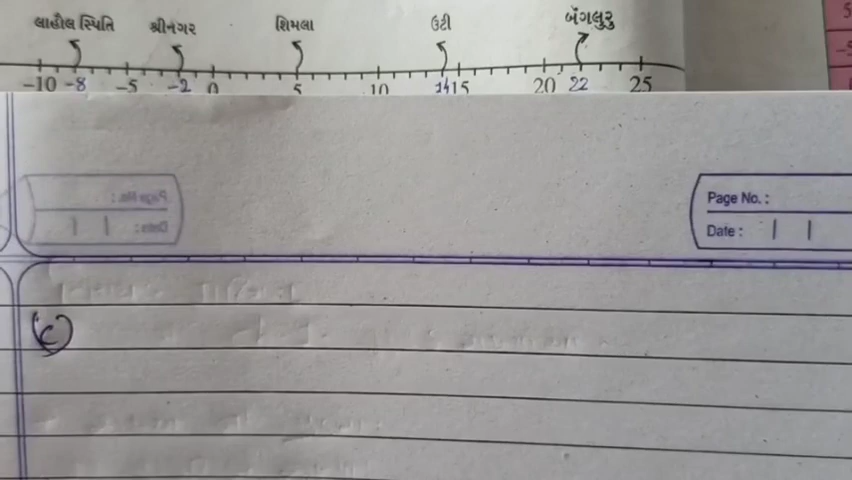 લાહૌલ સ્પિતિ શ્રીનગર શિમલા ઉટી બેંગલુરુ
-10 -8 -5 -2 0 5 10 14 15 20 22 25
Page No. :
Date :
(c)